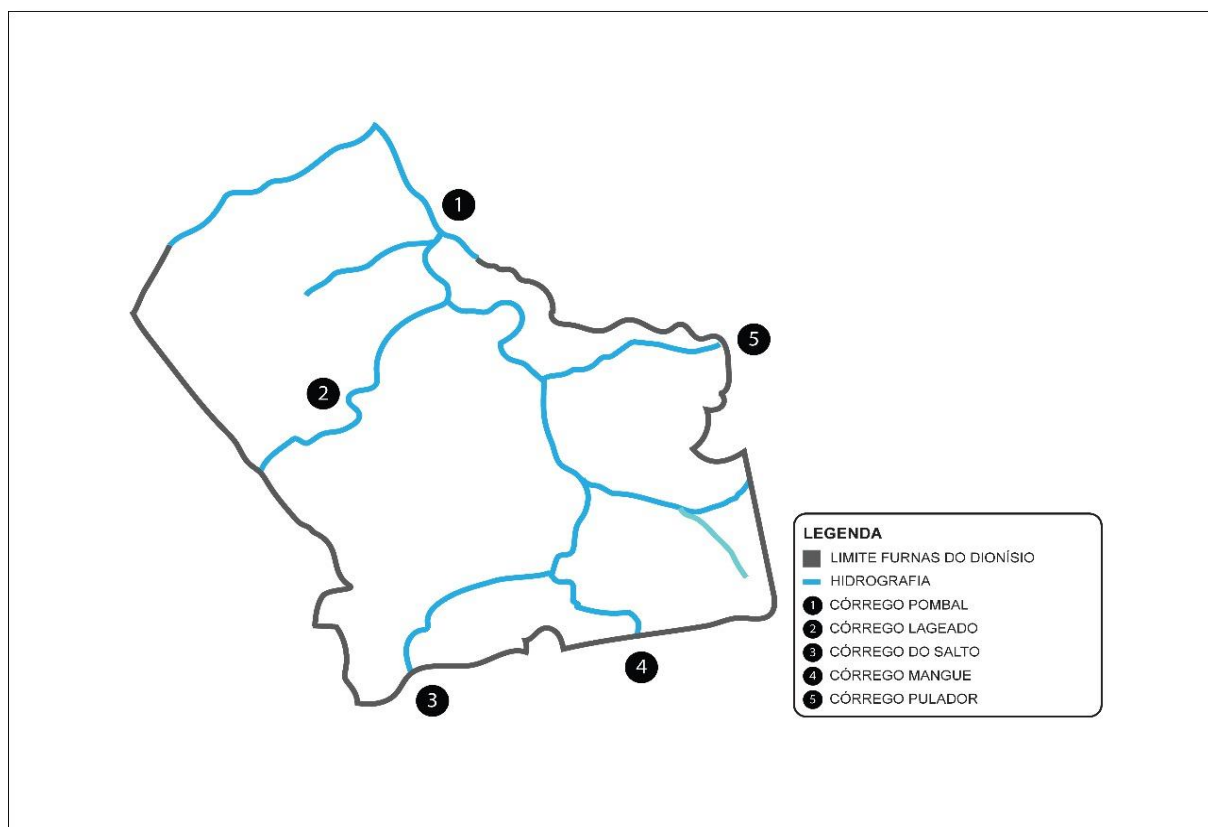 1
5
2
4
3
LEGENDA
LIMITE FURNAS DO DIONÍSIO
HIDROGRAFIA
1 CÓRREGO POMBAL
2 CÓRREGO LAGEADO
3 CÓRREGO DO SALTO
4 CÓRREGO MANGUE
5 CÓRREGO PULADOR